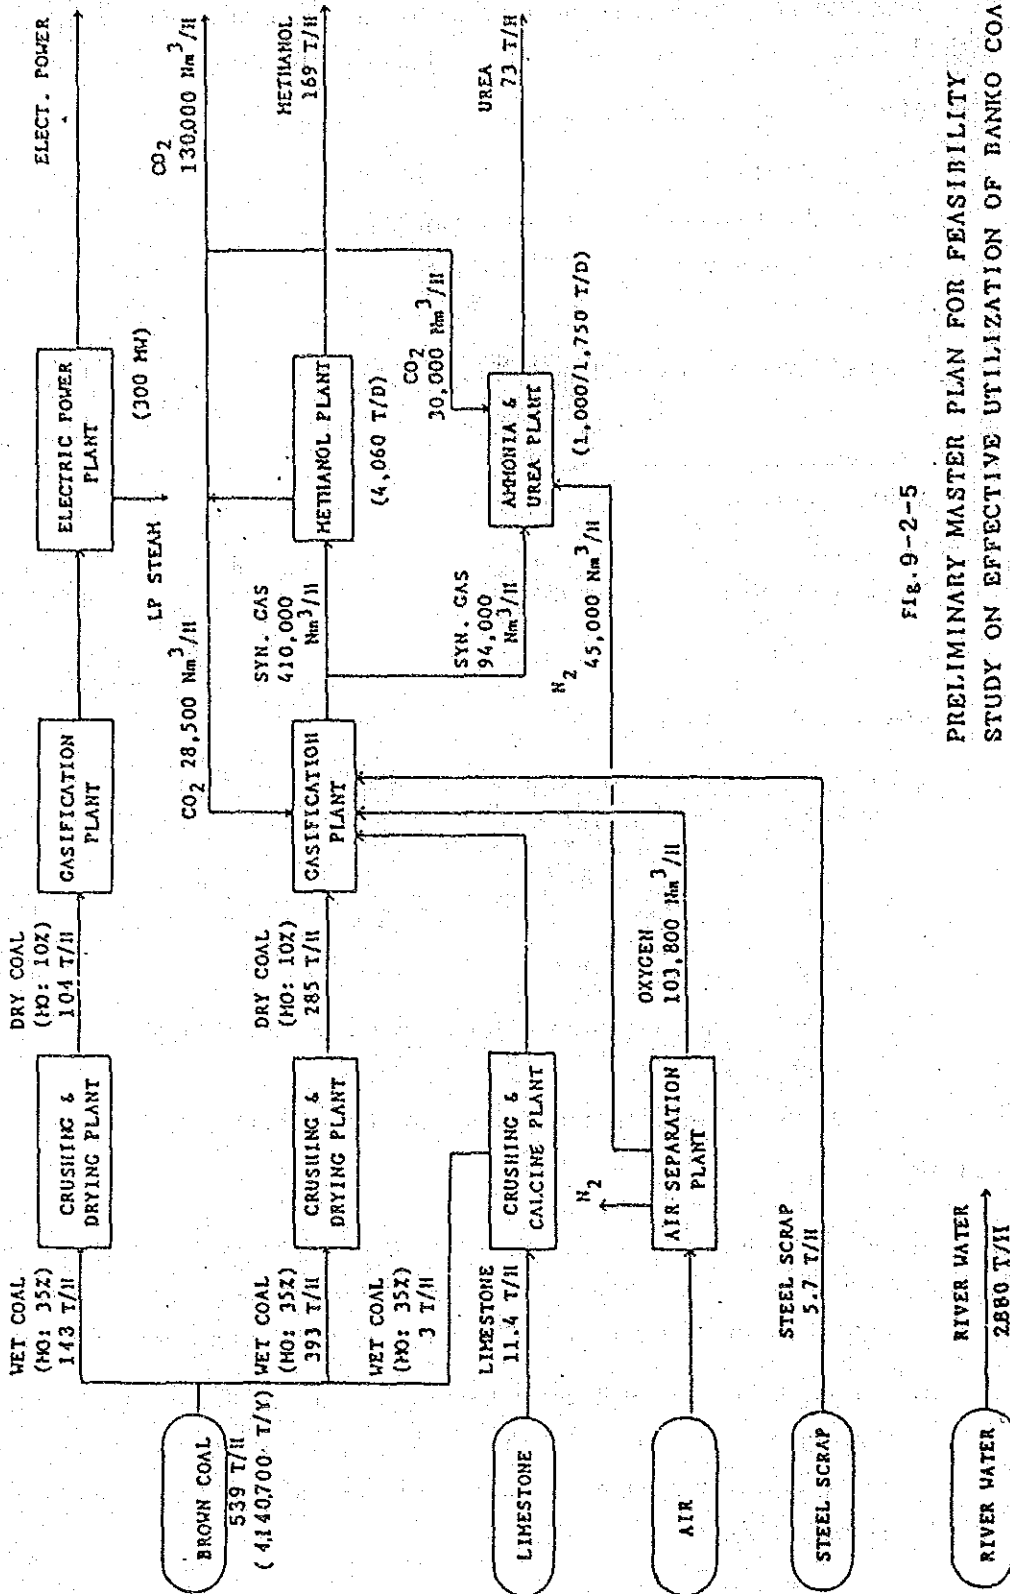 BROWN COAL
539 T/H
(4,140,700 T/Y)
LIMESTONE
AIR
STEEL SCRAP
RIVER WATER
WET COAL
(MO: 35%)
143 T/H
WET COAL
(MO: 35%)
393 T/H
WET COAL
(MO: 35%)
3 T/H
LIMESTONE
11.4 T/H
STEEL SCRAP
5.7 T/H
RIVER WATER
2880 T/H
CRUSHING &
DRYING PLANT
CRUSHING &
DRYING PLANT
CRUSHING &
CALCINE PLANT
N2
AIR SEPARATION
PLANT
DRY COAL
(MO: 10%)
104 T/H
DRY COAL
(MO: 10%)
285 T/H
OXYGEN
103,800 Nm3/H
GASIFICATION
PLANT
CO2 28,500 Nm3/H
GASIFICATION
PLANT
LP STEAM
SYN. GAS
410,000
Nm3/H
SYN. GAS
94,000
Nm3/H
N2
45,000 Nm3/H
ELECTRIC POWER
PLANT
(300 MW)
METHANOL PLANT
(4,060 T/D)
CO2
30,000 Nm3/H
AMMONIA &
UREA PLANT
(1,000/1,750 T/D)
ELECT. POWER
CO2
130,000 Nm3/H
METHANOL
169 T/H
UREA
73 T/H
Fig.9-2-5
PRELIMINARY MASTER PLAN FOR FEASIBILITY
STUDY ON EFFECTIVE UTILIZATION OF BANKO COA